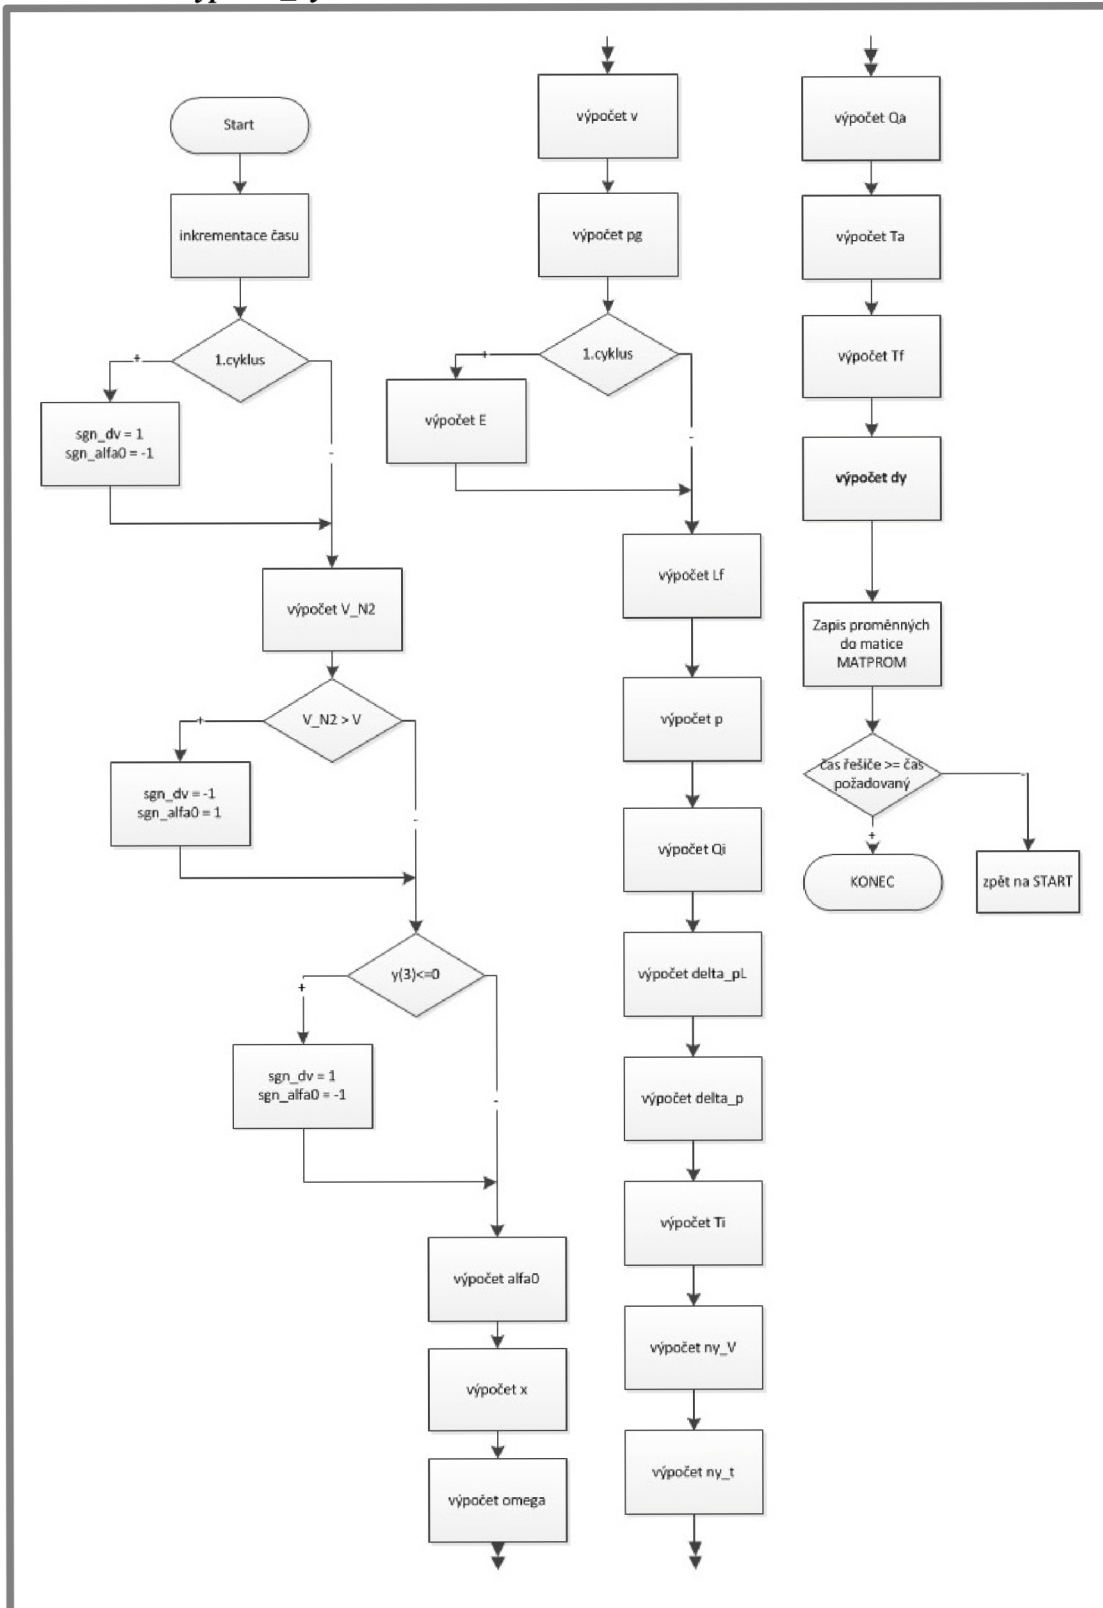 Start
inkrementace času
1.cyklus
+
-
sgn_dv = 1
sgn_alfa0 = -1
výpočet V_N2
V_N2 > V
+
-
sgn_dv = -1
sgn_alfa0 = 1
y(3)<=0
+
-
sgn_dv = 1
sgn_alfa0 = -1
výpočet alfa0
výpočet x
výpočet omega
výpočet v
výpočet pg
1.cyklus
+
-
výpočet E
výpočet Lf
výpočet p
výpočet Qi
výpočet delta_pL
výpočet delta_p
výpočet Ti
výpočet ny_V
výpočet ny_t
výpočet Qa
výpočet Ta
výpočet Tf
výpočet dy
Zapis proměnných
do matice
MATPROM
čas řešiče >= čas
požadovaný
-
+
KONEC
zpět na START